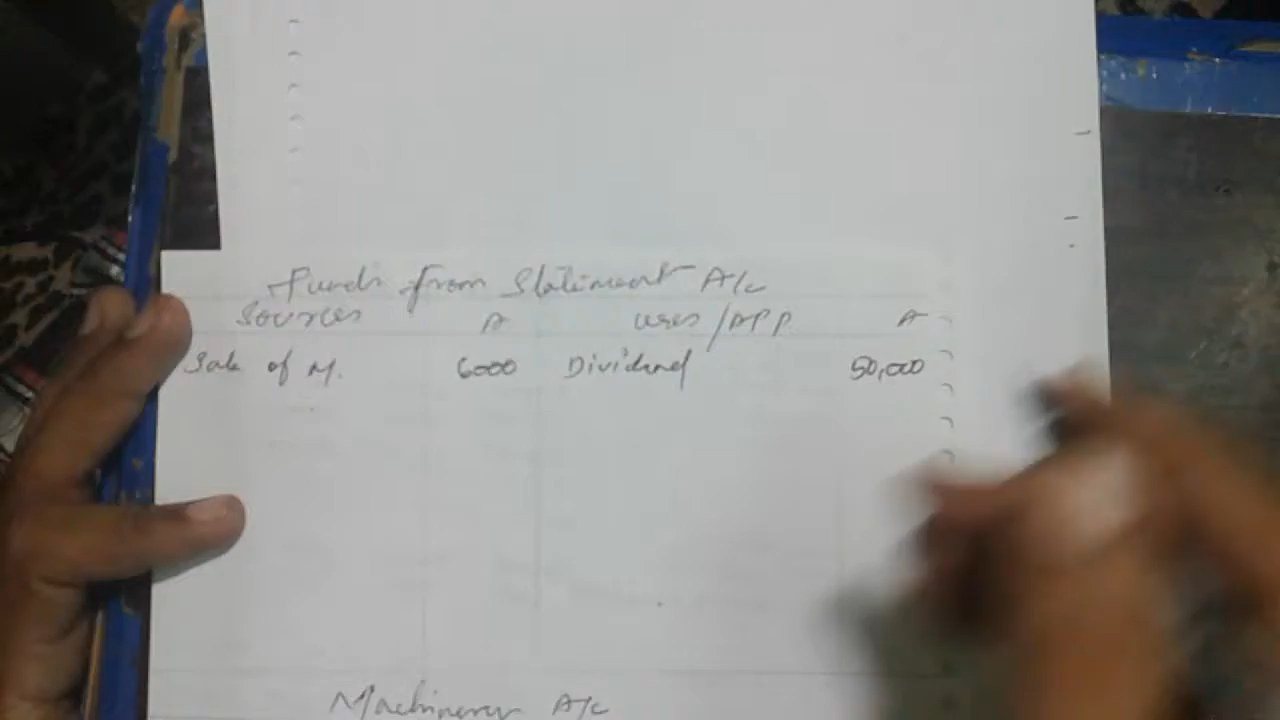 Funds from Statement A/c
Sources A uses/APP A
Sale of M. 6000 Dividend 50,000
Machinery A/c